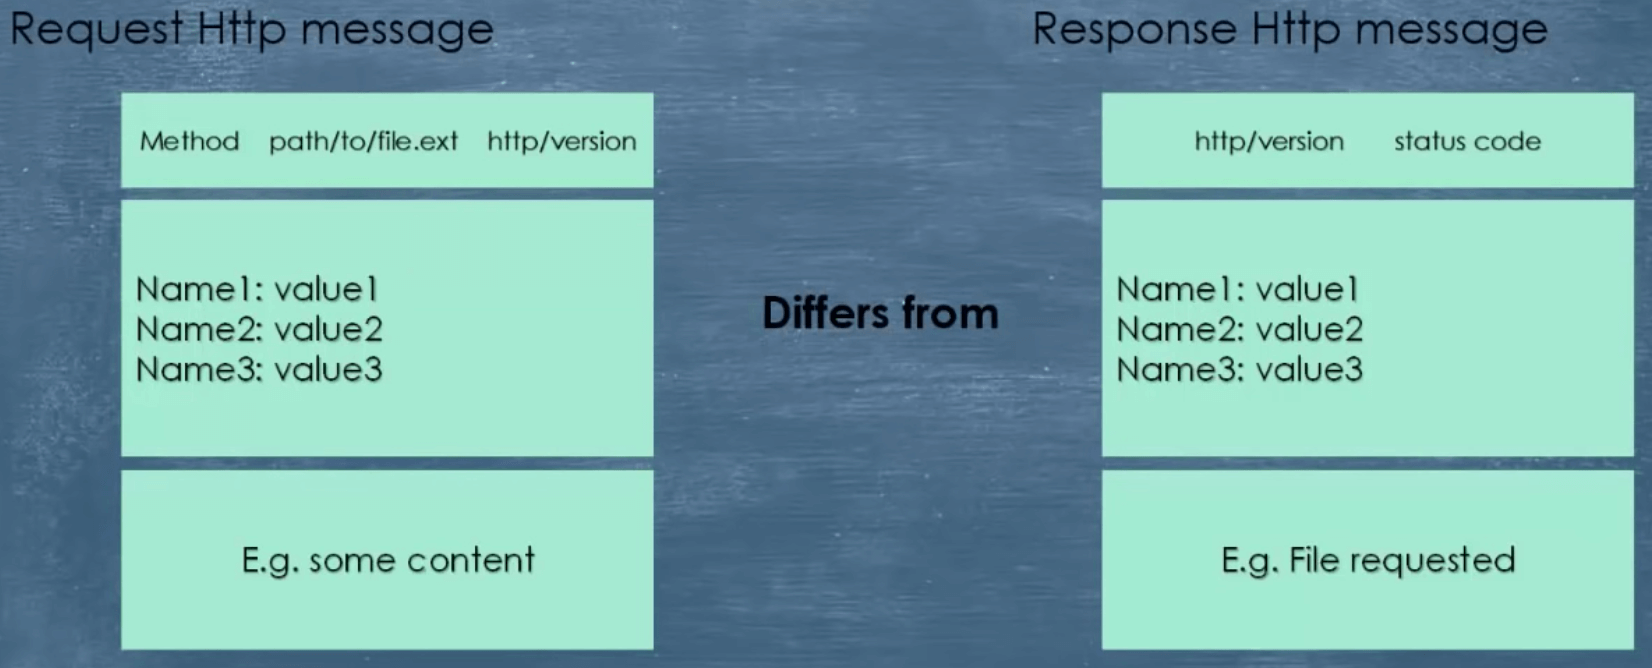 Request Http message
Method path/to/file.ext http/version
Name1: value1
Name2: value2
Name3: value3
E.g. some content
Differs from
Response Http message
http/version status code
Name1: value1
Name2: value2
Name3: value3
E.g. File requested